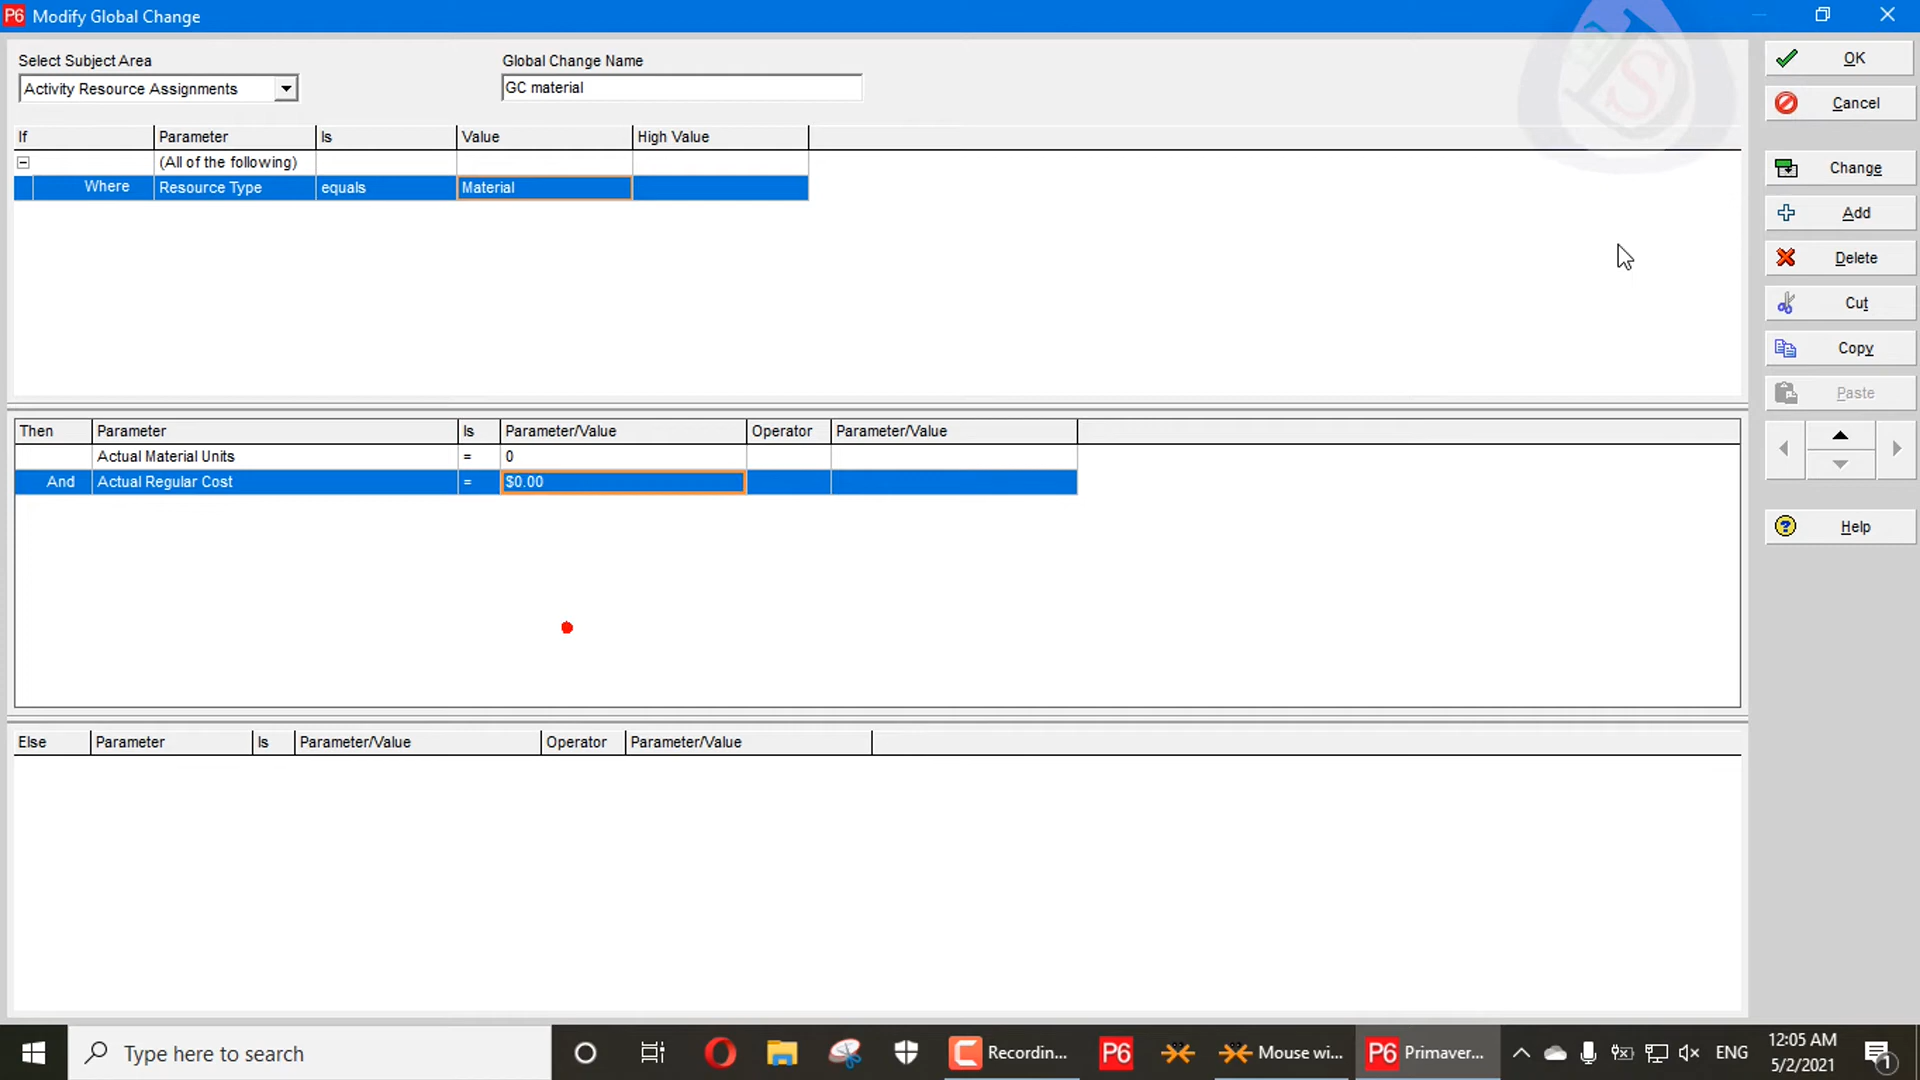 P6 Modify Global Change
Select Subject Area
Global Change Name
Activity Resource Assignments
GC material
If Parameter Is Value High Value
(All of the following)
Where Resource Type equals Material
Then Parameter Is Parameter/Value Operator Parameter/Value
Actual Material Units = 0
And Actual Regular Cost = $0.00
Else Parameter Is Parameter/Value Operator Parameter/Value
OK
Cancel
Change
Add
Delete
Cut
Copy
Paste
Help
Type here to search
Recordin...
P6
Mouse wi...
P6 Primaver...
ENG
12:05 AM
5/2/2021
1